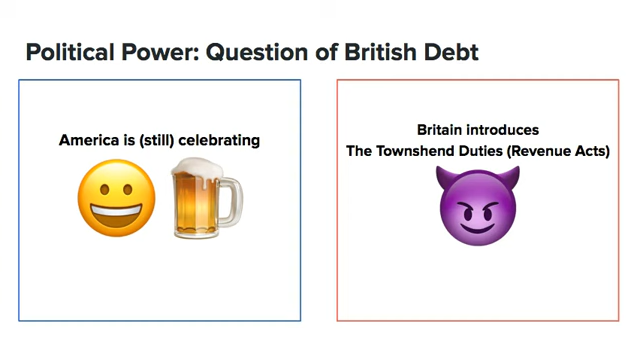 Political Power: Question of British Debt
America is (still) celebrating
Britain introduces
The Townshend Duties (Revenue Acts)